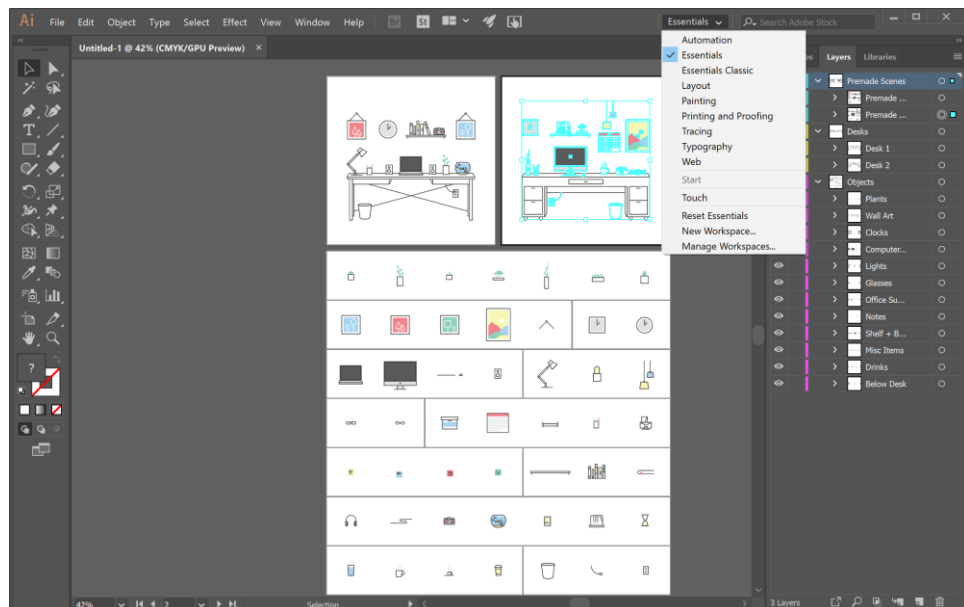 Ai File Edit Object Type Select Effect View Window Help Br St Essentials Search Adobe Stock
Untitled-1 @ 42% (CMYK/GPU Preview) ×
Automation
Essentials
Essentials Classic
Layout
Painting
Printing and Proofing
Tracing
Typography
Web
Start
Touch
Reset Essentials
New Workspace...
Manage Workspaces...
Layers Libraries
Premade Scenes
Premade ...
Premade ...
Desks
Desk 1
Desk 2
Objects
Plants
Wall Art
Clocks
Computer...
Lights
Glasses
Office Su...
Notes
Shelf + B...
Misc Items
Drinks
Below Desk
?
42% 2 Selection 3 Layers